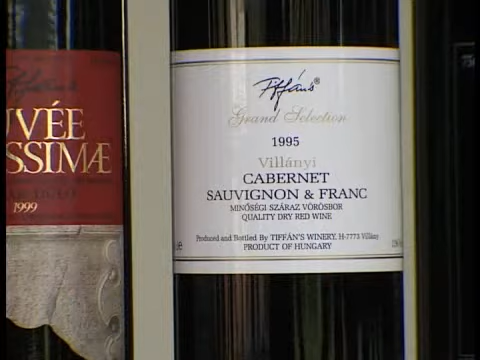 UVÉE
SSIMÆ
1999
Tiffán's®
Grand Selection
1995
Villányi
CABERNET
SAUVIGNON & FRANC
MINŐSÉGI SZÁRAZ VÖRÖSBOR
QUALITY DRY RED WINE
Produced and Bottled By TIFFÁN'S WINERY, H-7773 Villány
PRODUCT OF HUNGARY